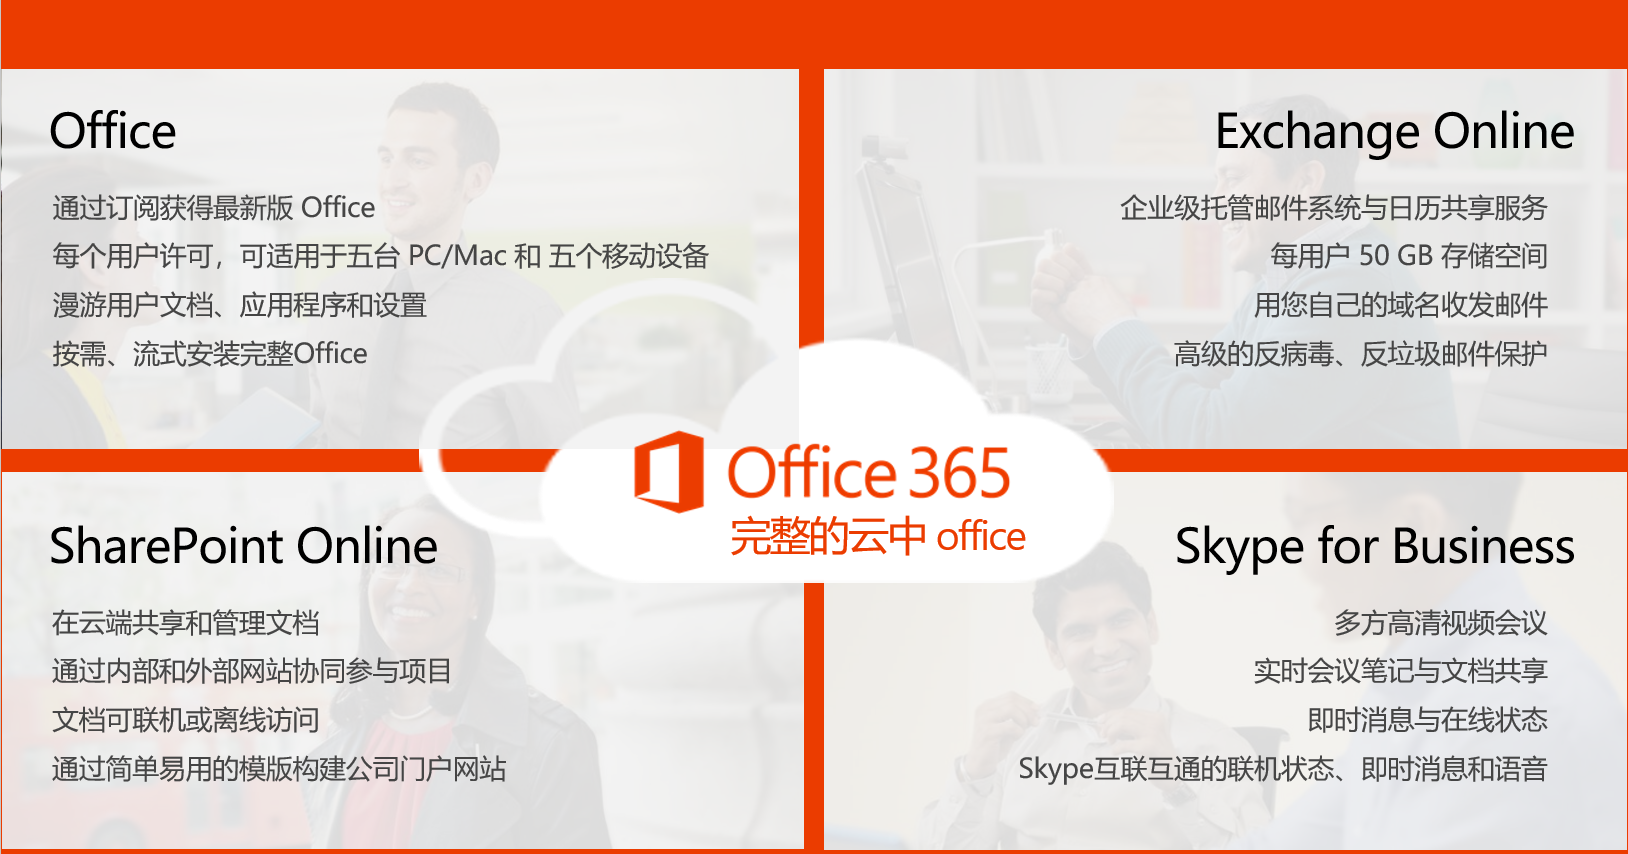 Office
通过订阅获得最新版 Office
每个用户许可，可适用于五台 PC/Mac 和 五个移动设备
漫游用户文档、应用程序和设置
按需、流式安装完整Office
Exchange Online
企业级托管邮件系统与日历共享服务
每用户 50 GB 存储空间
用您自己的域名收发邮件
高级的反病毒、反垃圾邮件保护
Office 365
完整的云中 office
SharePoint Online
在云端共享和管理文档
通过内部和外部网站协同参与项目
文档可联机或离线访问
通过简单易用的模版构建公司门户网站
Skype for Business
多方高清视频会议
实时会议笔记与文档共享
即时消息与在线状态
Skype互联互通的联机状态、即时消息和语音